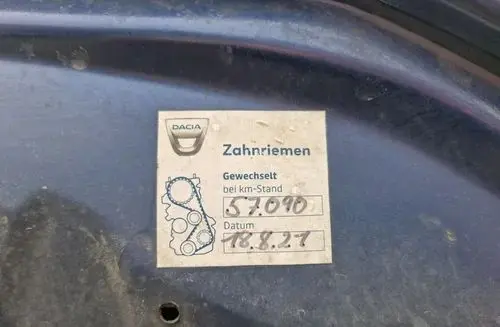 DACIA
Zahnriemen
Gewechselt
bei km-Stand
57.090
Datum
18.8.21